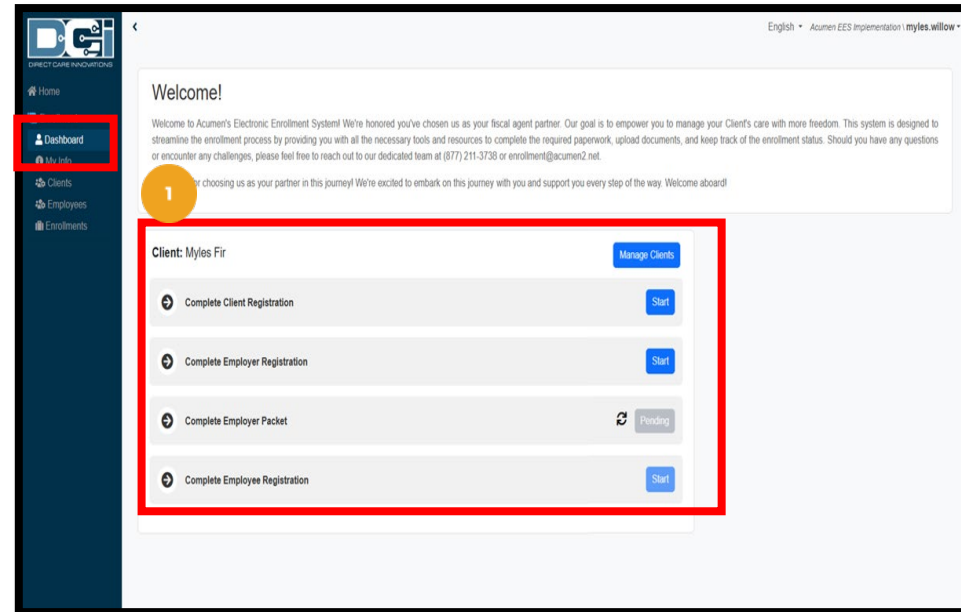 DCi
DIRECT CARE INNOVATIONS
English
Acumen EES Implementation \ myles.willow
Home
Dashboard
My Info
Clients
Employees
Enrollments
Welcome!
Welcome to Acumen's Electronic Enrollment System! We're honored you've chosen us as your fiscal agent partner. Our goal is to empower you to manage your Client's care with more freedom. This system is designed to
streamline the enrollment process by providing you with all the necessary tools and resources to complete the required paperwork, upload documents, and keep track of the enrollment status. Should you have any questions
or encounter any challenges, please feel free to reach out to our dedicated team at (877) 211-3738 or enrollment@acumen2.net.
1
choosing us as your partner in this journey! We're excited to embark on this journey with you and support you every step of the way. Welcome aboard!
Client: Myles Fir
Manage Clients
Complete Client Registration
Start
Complete Employer Registration
Start
Complete Employer Packet
Pending
Complete Employee Registration
Start